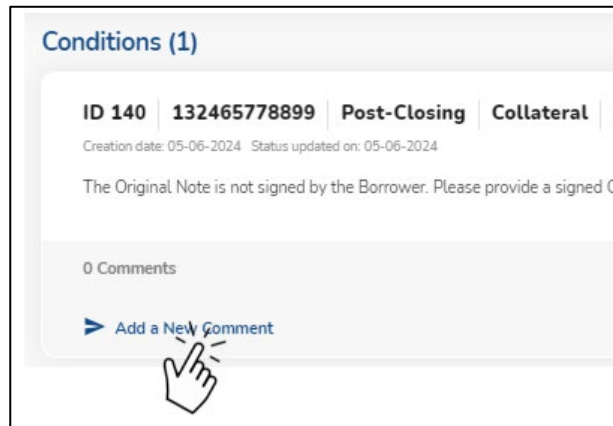 Conditions (1)
ID 140 132465778899 Post-Closing Collateral
Creation date: 05-06-2024 Status updated on: 05-06-2024
The Original Note is not signed by the Borrower. Please provide a signed
0 Comments
Add a New Comment